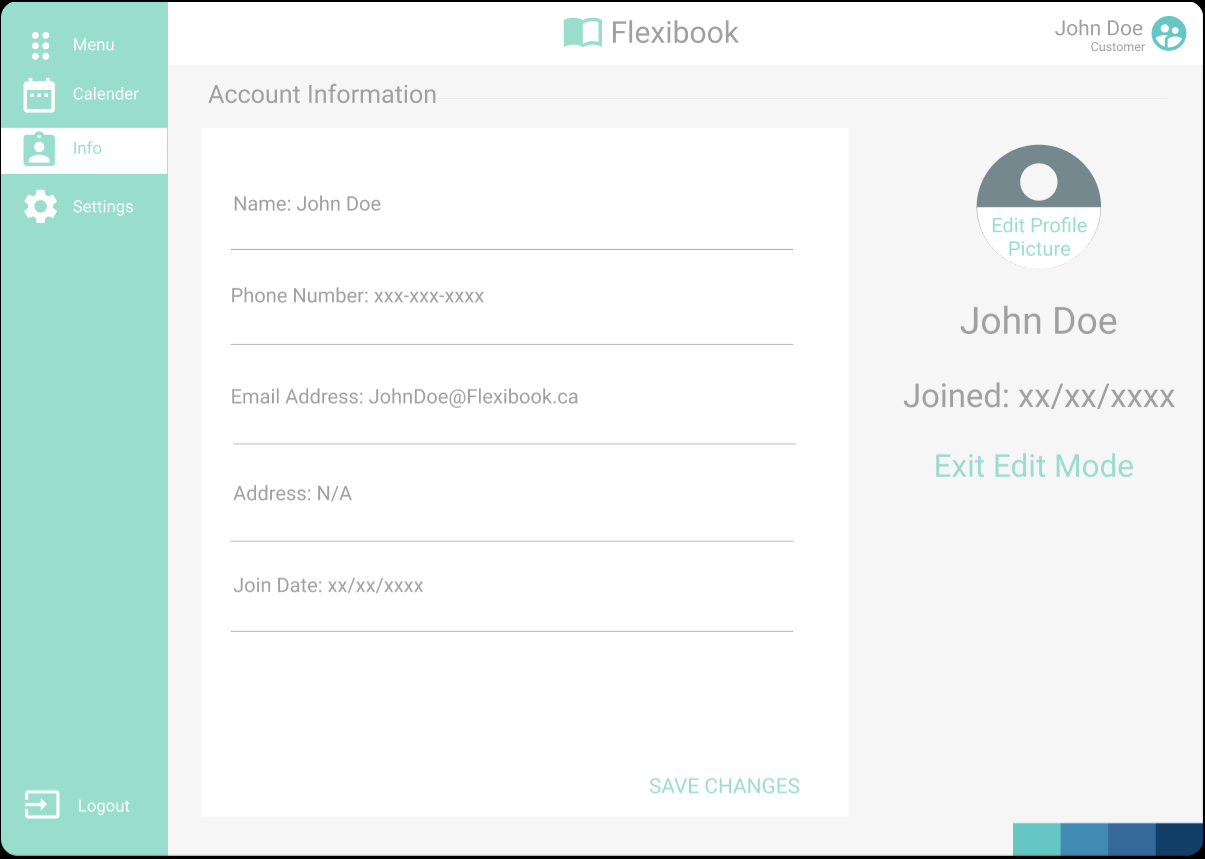 Menu
Calender
Info
Settings
Logout
Flexibook
John Doe
Customer
Account Information
Name: John Doe
Phone Number: xxx-xxx-xxxx
Email Address: JohnDoe@Flexibook.ca
Address: N/A
Join Date: xx/xx/xxxx
SAVE CHANGES
Edit Profile
Picture
John Doe
Joined: xx/xx/xxxx
Exit Edit Mode